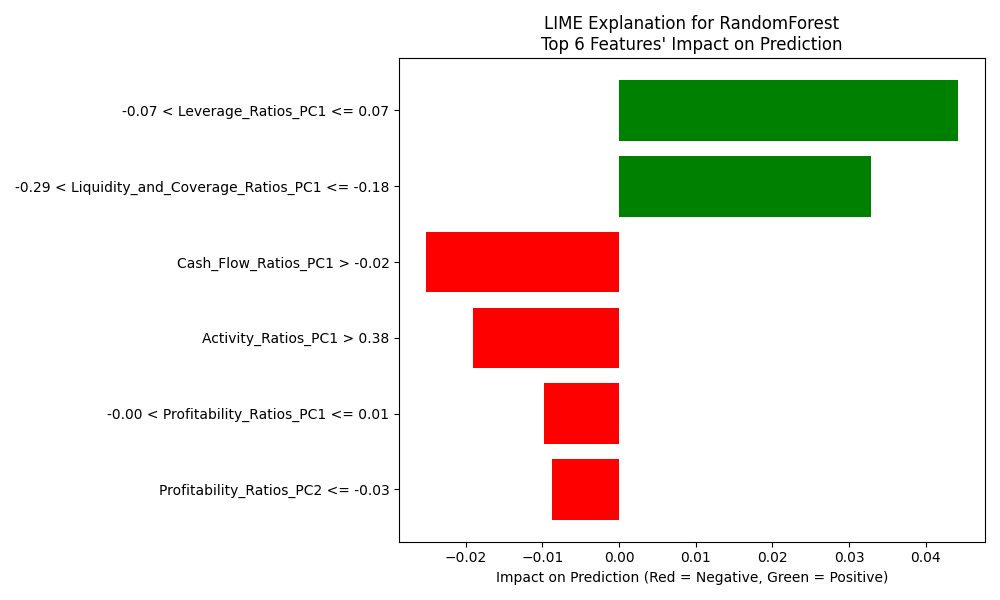 LIME Explanation for RandomForest
Top 6 Features' Impact on Prediction
-0.07 < Leverage_Ratios_PC1 <= 0.07
-0.29 < Liquidity_and_Coverage_Ratios_PC1 <= -0.18
Cash_Flow_Ratios_PC1 > -0.02
Activity_Ratios_PC1 > 0.38
-0.00 < Profitability_Ratios_PC1 <= 0.01
Profitability_Ratios_PC2 <= -0.03
−0.02 −0.01 0.00 0.01 0.02 0.03 0.04
Impact on Prediction (Red = Negative, Green = Positive)